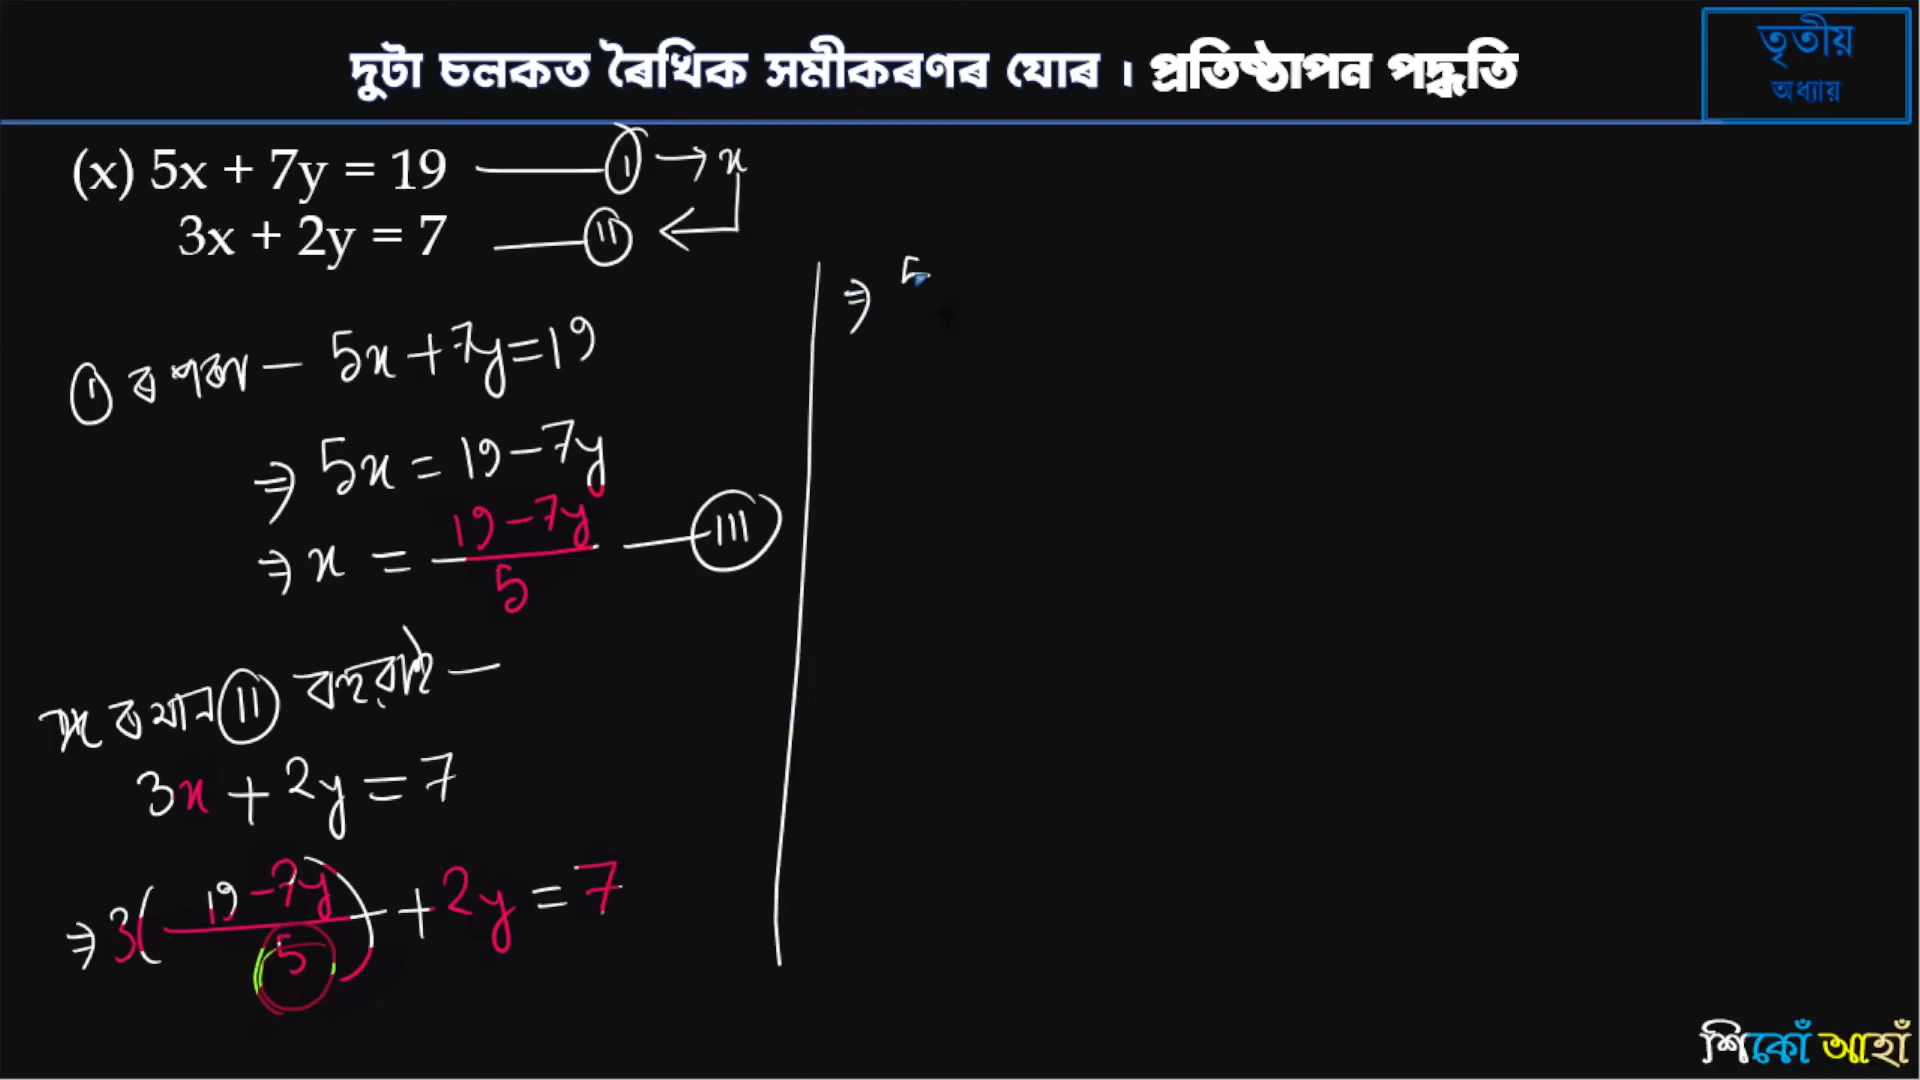 দুটা চলকত ৰৈখিক সমীকৰণৰ যোৰ । প্ৰতিষ্ঠাপন পদ্ধতি
তৃতীয়
অধ্যায়
(x) 5x + 7y = 19 — (I) → x
3x + 2y = 7 — (II) ←
(I) ৰ পৰা — 5x + 7y = 19
⇒ 5x = 19 - 7y
⇒ x = (19 - 7y)/5 — (III)
x ৰ মান (II) বহুৱাই —
3x + 2y = 7
⇒ 3((19 - 7y)/5) + 2y = 7
⇒ 5
শিকোঁ আহাঁ